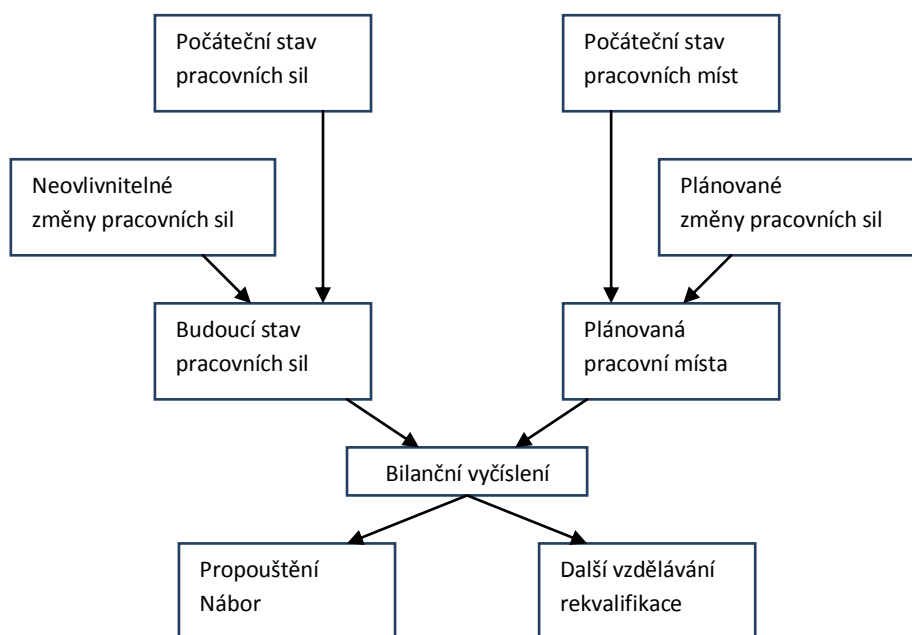 Počáteční stav
pracovních sil
Počáteční stav
pracovních míst
Neovlivnitelné
změny pracovních sil
Plánované
změny pracovních sil
Budoucí stav
pracovních sil
Plánovaná
pracovní místa
Bilanční vyčíslení
Propouštění
Nábor
Další vzdělávání
rekvalifikace